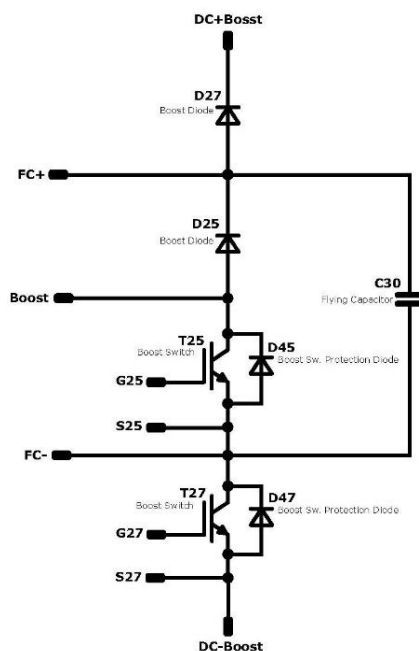 DC+Bosst
D27
Boost Diode
FC+
D25
Boost Diode
C30
Flying Capacitor
Boost
T25
Boost Switch
D45
Boost Sw. Protection Diode
G25
S25
FC-
T27
Boost Switch
D47
Boost Sw. Protection Diode
G27
S27
DC-Boost